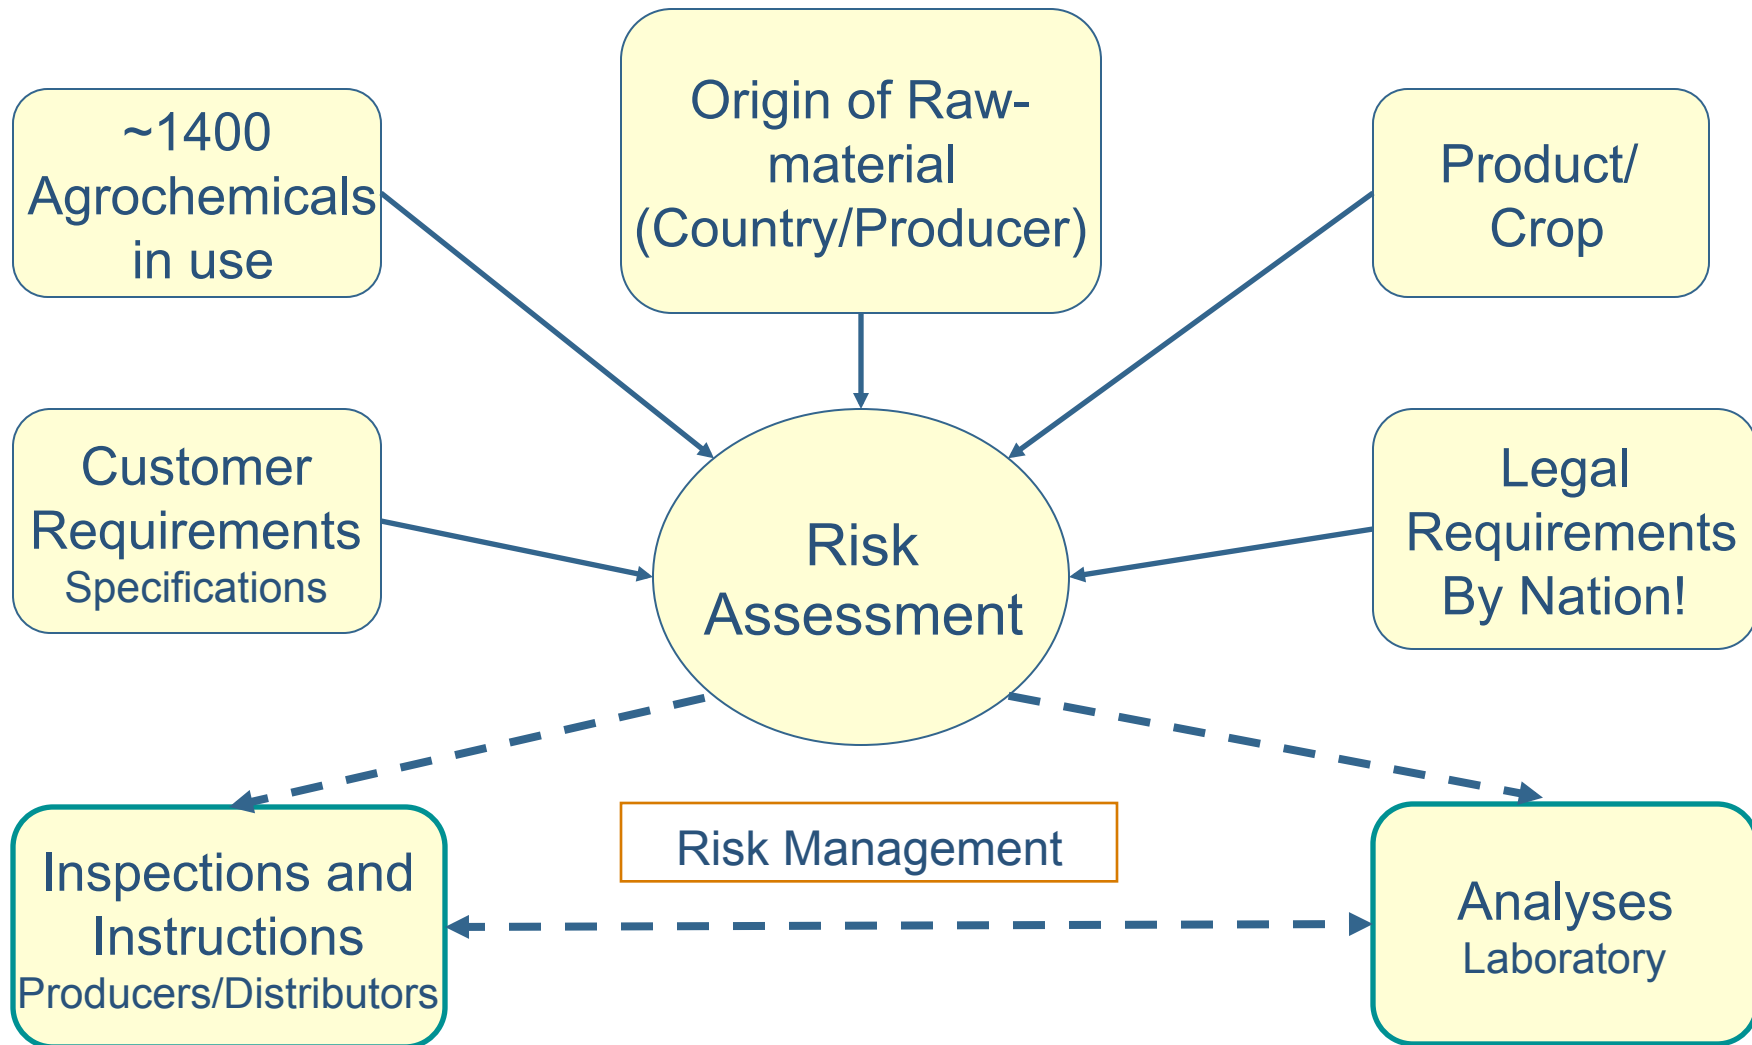 ~1400
Agrochemicals
in use
Origin of Raw-
material
(Country/Producer)
Product/
Crop
Customer
Requirements
Specifications
Risk
Assessment
Legal
Requirements
By Nation!
Inspections and
Instructions
Producers/Distributors
Risk Management
Analyses
Laboratory